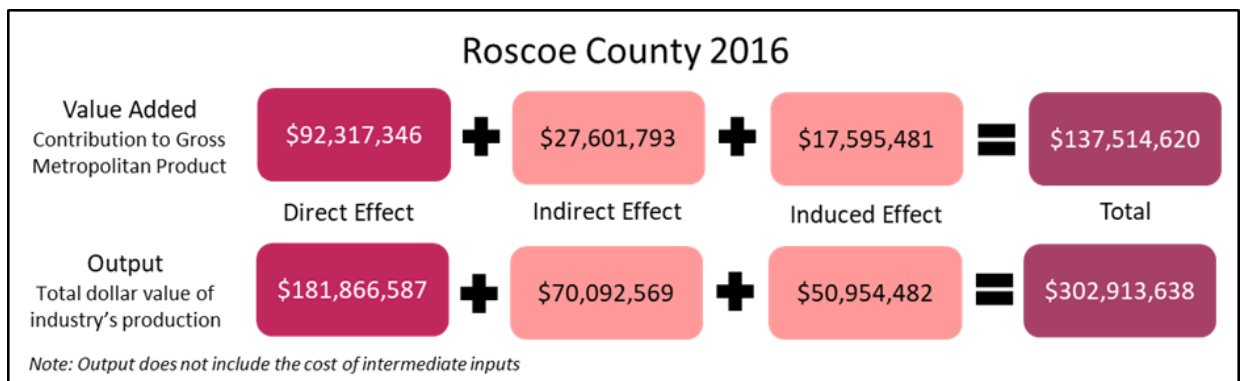 Roscoe County 2016
Value Added
Contribution to Gross
Metropolitan Product
$92,317,346
$27,601,793
$17,595,481
$137,514,620
Direct Effect
Indirect Effect
Induced Effect
Total
Output
Total dollar value of
industry's production
$181,866,587
$70,092,569
$50,954,482
$302,913,638
Note: Output does not include the cost of intermediate inputs